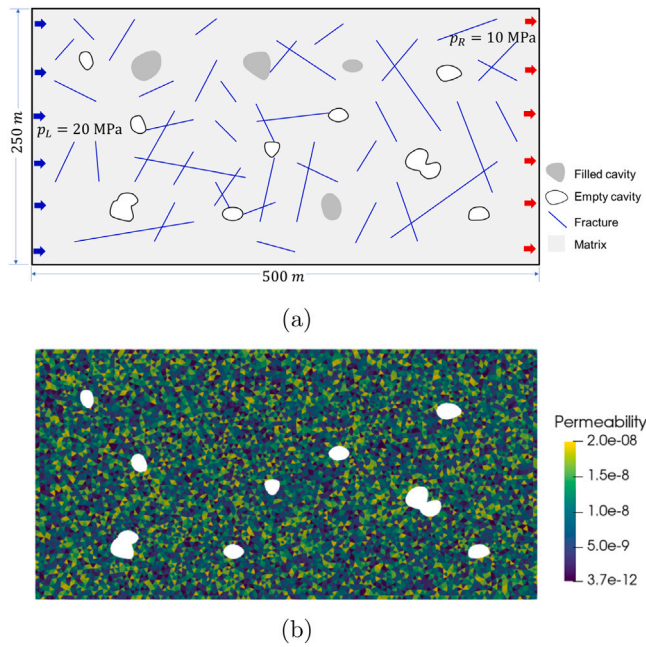 p_R = 10 MPa
p_L = 20 MPa
250 m
500 m
Filled cavity
Empty cavity
Fracture
Matrix
(a)
Permeability
2.0e-08
1.5e-8
1.0e-8
5.0e-9
3.7e-12
(b)